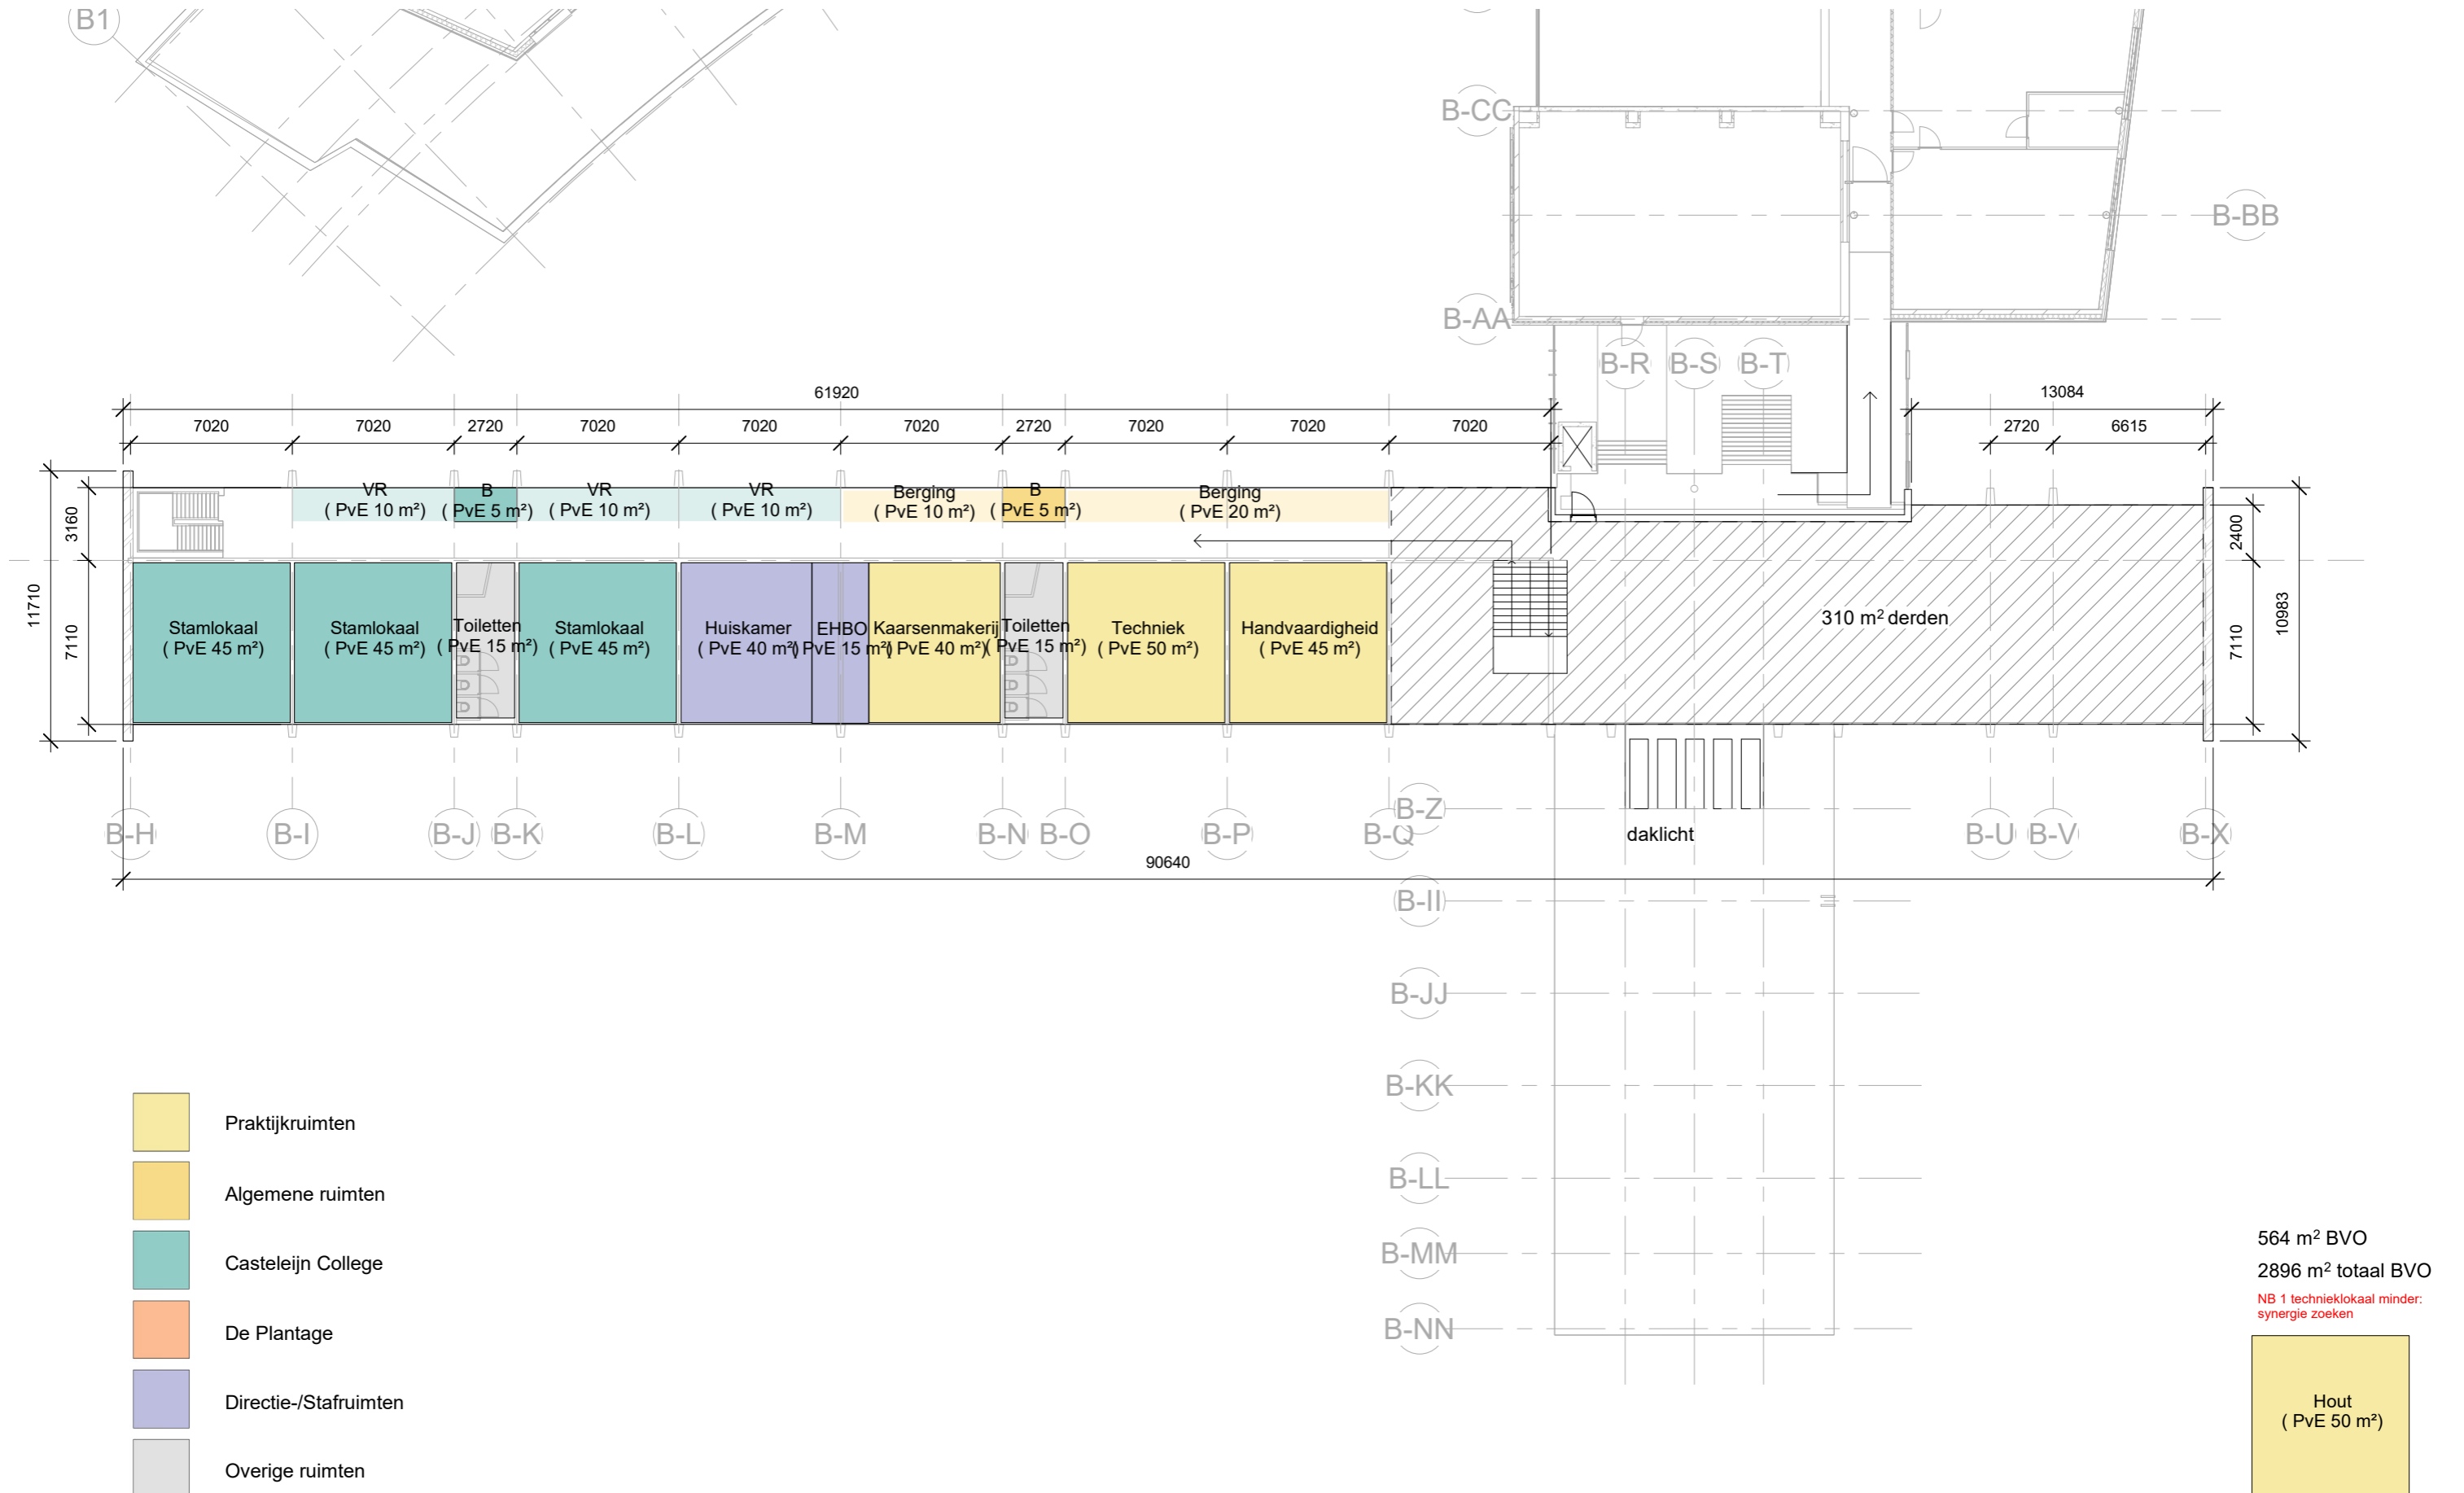 B1
B-CC
B-BB
B-AA
B-R
B-S
B-T
61920
13084
7020
7020
2720
7020
7020
7020
2720
7020
7020
7020
2720
6615
VR
( PvE 10 m²)
B
( PvE 5 m²)
VR
( PvE 10 m²)
VR
( PvE 10 m²)
Berging
( PvE 10 m²)
B
( PvE 5 m²)
Berging
( PvE 20 m²)
11710
3160
7110
2400
7110
10983
Stamlokaal
( PvE 45 m²)
Stamlokaal
( PvE 45 m²)
Toiletten
( PvE 15 m²)
Stamlokaal
( PvE 45 m²)
Huiskamer
( PvE 40 m²)
EHBO
( PvE 15 m²)
Kaarsenmakerij
( PvE 40 m²)
Toiletten
( PvE 15 m²)
Techniek
( PvE 50 m²)
Handvaardigheid
( PvE 45 m²)
310 m² derden
B-H
B-I
B-J
B-K
B-L
B-M
B-N
B-O
B-P
B-Q
B-Z
daklicht
B-U
B-V
B-X
90640
B-II
B-JJ
B-KK
B-LL
B-MM
B-NN
Praktijkruimten
Algemene ruimten
Casteleijn College
De Plantage
Directie-/Stafruimten
Overige ruimten
564 m² BVO
2896 m² totaal BVO
NB 1 technieklokaal minder:
synergie zoeken
Hout
( PvE 50 m²)